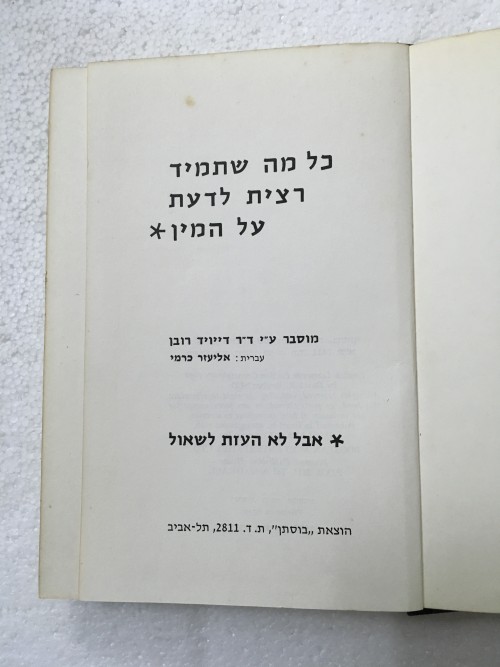 כל מה שתמיד
רצית לדעת
על המין*
מוסבר ע״י ד״ר דייויד רובן
עברית: אליעזר כרמי
* אבל לא העזת לשאול
הוצאת „בוסתן”, ת. ד. 2811, תל-אביב